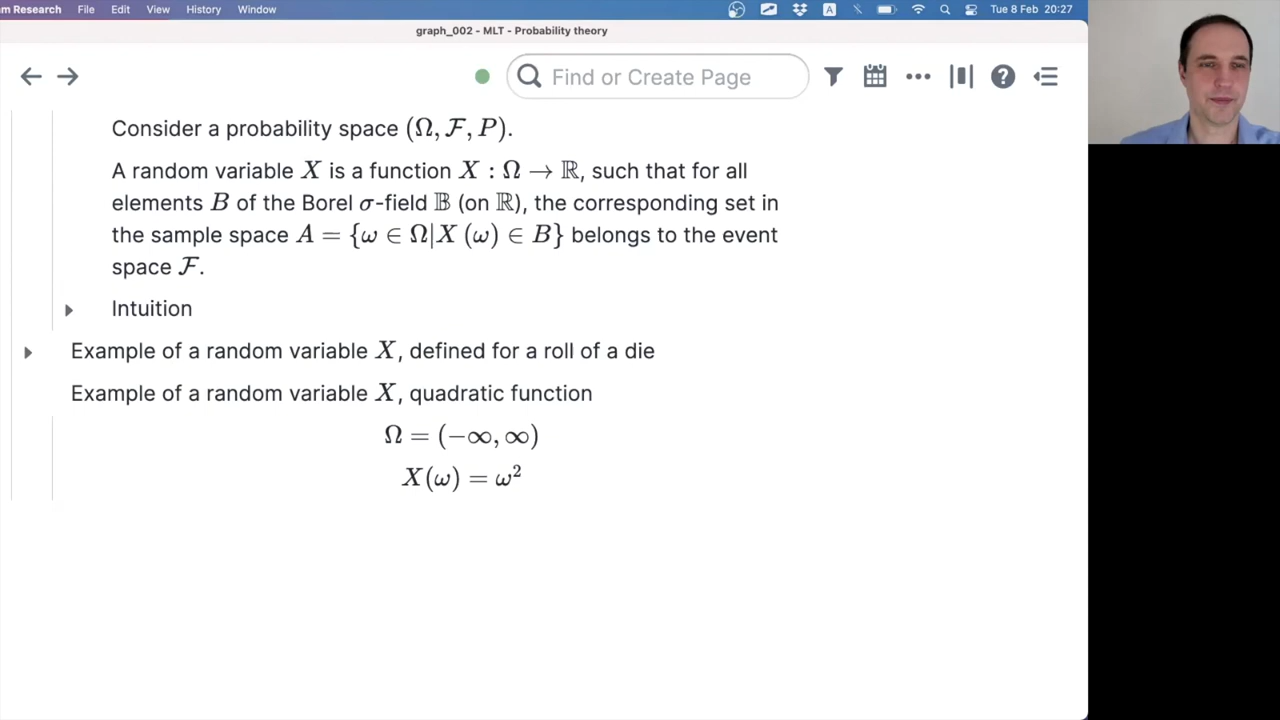 m Research File Edit View History Window A Tue 8 Feb 20:27
graph_002 - MLT - Probability theory
Find or Create Page
Consider a probability space (Ω, ℱ, P).
A random variable X is a function X : Ω → ℝ, such that for all
elements B of the Borel σ-field 𝔹 (on ℝ), the corresponding set in
the sample space A = {ω ∈ Ω|X (ω) ∈ B} belongs to the event
space ℱ.
Intuition
Example of a random variable X, defined for a roll of a die
Example of a random variable X, quadratic function
Ω = (−∞, ∞)
X(ω) = ω²